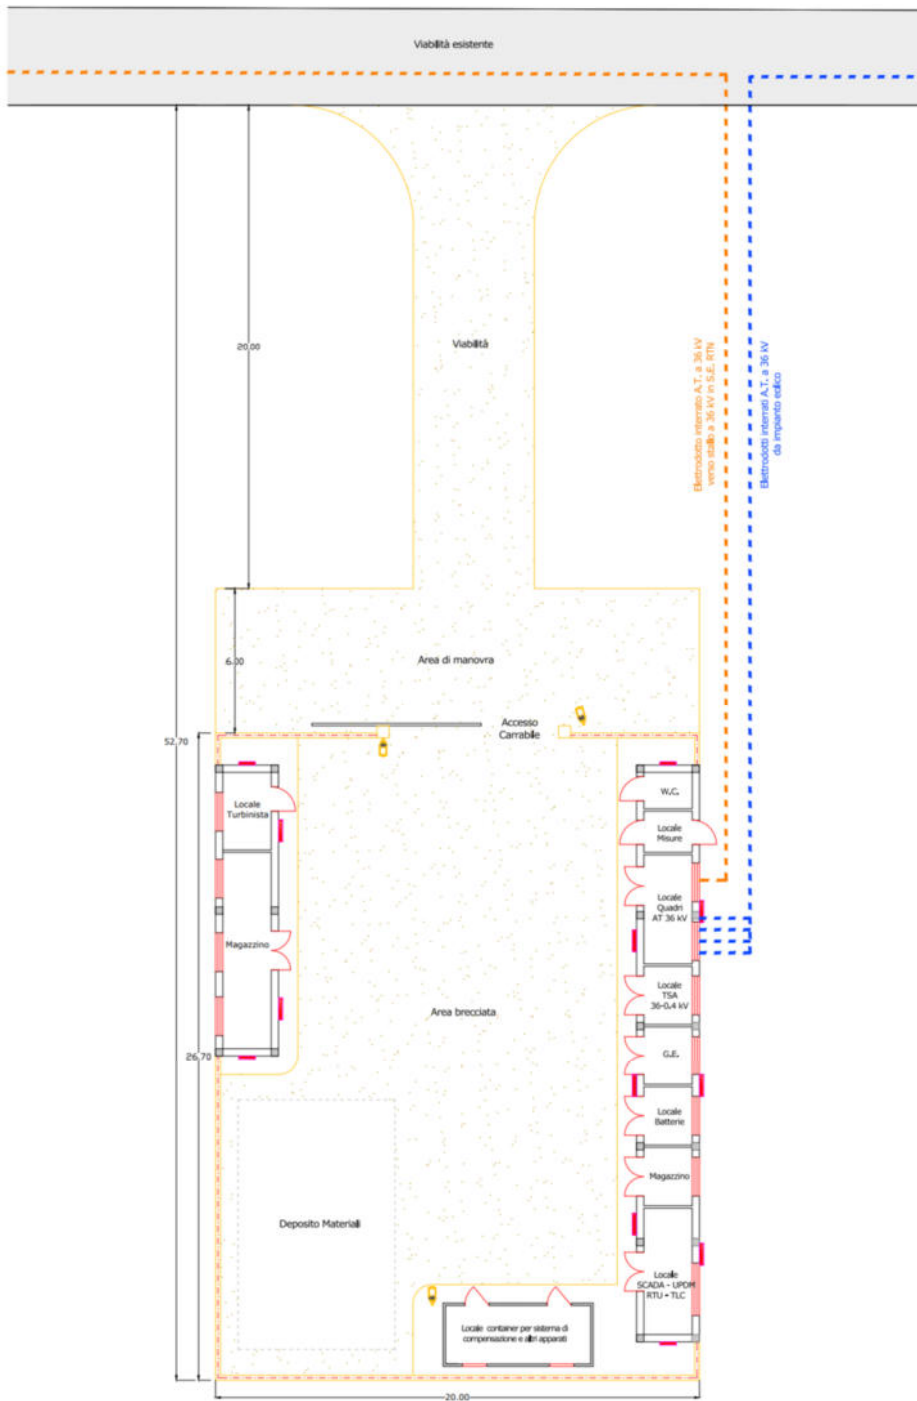 Viabilità esistente
Viabilità
20.00
Elettrodotto interrato A.T. a 36 kV
verso stallo a 36 kV in S.E. RTN
Elettrodotti interrati A.T. a 36 kV
da impianto eolico
6.00
Area di manovra
Accesso
Carrabile
52.70
Locale
Turbinista
W.C.
Locale
Misure
Locale
Quadri
AT 36 kV
Magazzino
Locale
TSA
36-0.4 kV
Area brecciata
26.70
G.E.
Locale
Batterie
Magazzino
Deposito Materiali
Locale
SCADA - UPDM
RTU - TLC
Locale container per sistema di
compensazione e altri apparati
20.00